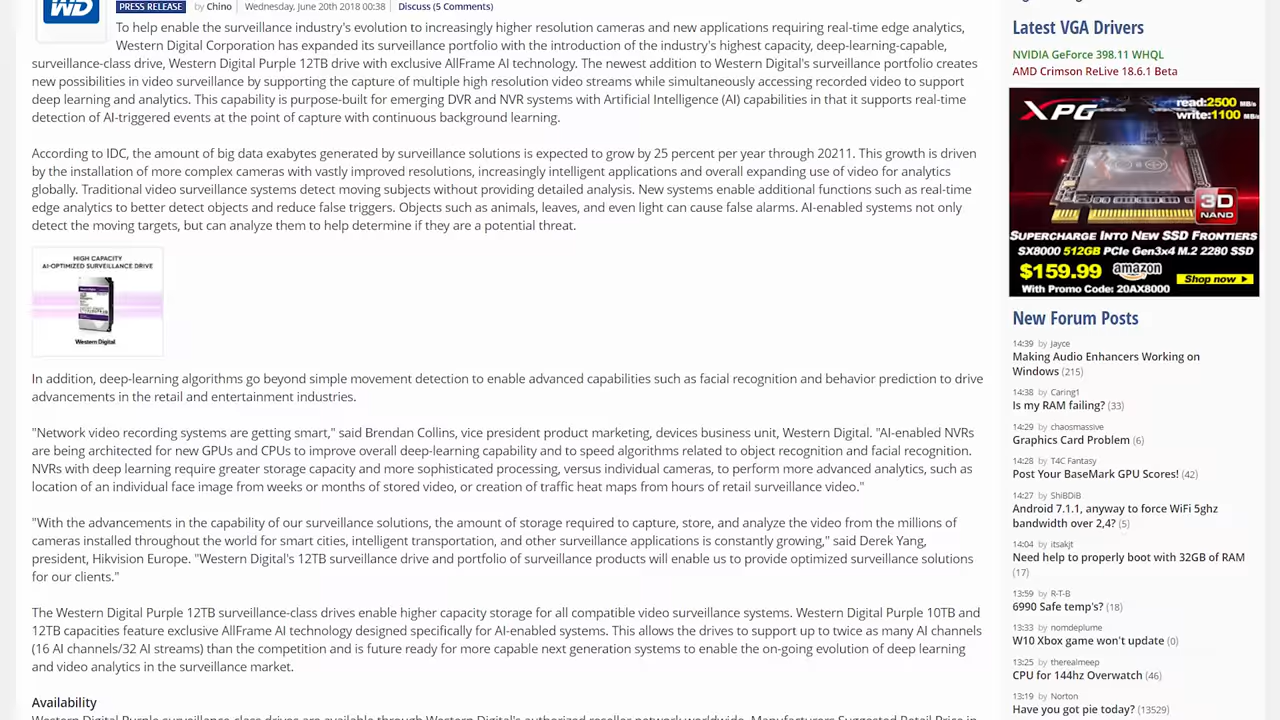 WD
PRESS RELEASE by Chino Wednesday, June 20th 2018 00:38 Discuss (5 Comments)
To help enable the surveillance industry's evolution to increasingly higher resolution cameras and new applications requiring real-time edge analytics,
Western Digital Corporation has expanded its surveillance portfolio with the introduction of the industry's highest capacity, deep-learning-capable,
surveillance-class drive, Western Digital Purple 12TB drive with exclusive AllFrame AI technology. The newest addition to Western Digital's surveillance portfolio creates
new possibilities in video surveillance by supporting the capture of multiple high resolution video streams while simultaneously accessing recorded video to support
deep learning and analytics. This capability is purpose-built for emerging DVR and NVR systems with Artificial Intelligence (AI) capabilities in that it supports real-time
detection of AI-triggered events at the point of capture with continuous background learning.
According to IDC, the amount of big data exabytes generated by surveillance solutions is expected to grow by 25 percent per year through 20211. This growth is driven
by the installation of more complex cameras with vastly improved resolutions, increasingly intelligent applications and overall expanding use of video for analytics
globally. Traditional video surveillance systems detect moving subjects without providing detailed analysis. New systems enable additional functions such as real-time
edge analytics to better detect objects and reduce false triggers. Objects such as animals, leaves, and even light can cause false alarms. AI-enabled systems not only
detect the moving targets, but can analyze them to help determine if they are a potential threat.
HIGH CAPACITY
AI-OPTIMIZED SURVEILLANCE DRIVE
Western Digital
In addition, deep-learning algorithms go beyond simple movement detection to enable advanced capabilities such as facial recognition and behavior prediction to drive
advancements in the retail and entertainment industries.
"Network video recording systems are getting smart," said Brendan Collins, vice president product marketing, devices business unit, Western Digital. "AI-enabled NVRs
are being architected for new GPUs and CPUs to improve overall deep-learning capability and to speed algorithms related to object recognition and facial recognition.
NVRs with deep learning require greater storage capacity and more sophisticated processing, versus individual cameras, to perform more advanced analytics, such as
location of an individual face image from weeks or months of stored video, or creation of traffic heat maps from hours of retail surveillance video."
"With the advancements in the capability of our surveillance solutions, the amount of storage required to capture, store, and analyze the video from the millions of
cameras installed throughout the world for smart cities, intelligent transportation, and other surveillance applications is constantly growing," said Derek Yang,
president, Hikvision Europe. "Western Digital's 12TB surveillance drive and portfolio of surveillance products will enable us to provide optimized surveillance solutions
for our clients."
The Western Digital Purple 12TB surveillance-class drives enable higher capacity storage for all compatible video surveillance systems. Western Digital Purple 10TB and
12TB capacities feature exclusive AllFrame AI technology designed specifically for AI-enabled systems. This allows the drives to support up to twice as many AI channels
(16 AI channels/32 AI streams) than the competition and is future ready for more capable next generation systems to enable the on-going evolution of deep learning
and video analytics in the surveillance market.
Availability
Western Digital Purple surveillance-class drives are available through Western Digital's authorized reseller network worldwide. Manufacturers Suggested Retail Price in
Latest VGA Drivers
NVIDIA GeForce 398.11 WHQL
AMD Crimson ReLive 18.6.1 Beta
XPG
read:2500 MB/s
write:1100 MB/s
3D
NAND
SUPERCHARGE INTO NEW SSD FRONTIERS
SX8000 512GB PCIe Gen3x4 M.2 2280 SSD
$159.99 amazon Shop now
With Promo Code: 20AX8000
New Forum Posts
14:39 by Jayce
Making Audio Enhancers Working on
Windows (215)
14:38 by Caring1
Is my RAM failing? (33)
14:29 by chaosmassive
Graphics Card Problem (6)
14:28 by T4C Fantasy
Post Your BaseMark GPU Scores! (42)
14:27 by ShiBDiB
Android 7.1.1, anyway to force WiFi 5ghz
bandwidth over 2,4? (5)
14:04 by itsakjt
Need help to properly boot with 32GB of RAM
(17)
13:59 by R-T-B
6990 Safe temp's? (18)
13:33 by nomdeplume
W10 Xbox game won't update (0)
13:25 by therealmeep
CPU for 144hz Overwatch (46)
13:19 by Norton
Have you got pie today? (13529)